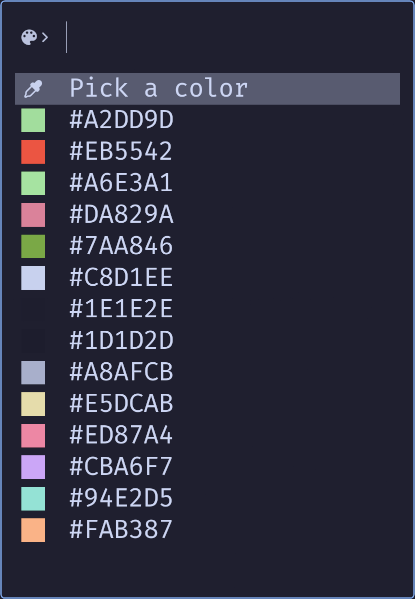 Pick a color
#A2DD9D
#EB5542
#A6E3A1
#DA829A
#7AA846
#C8D1EE
#1E1E2E
#1D1D2D
#A8AFCB
#E5DCAB
#ED87A4
#CBA6F7
#94E2D5
#FAB387